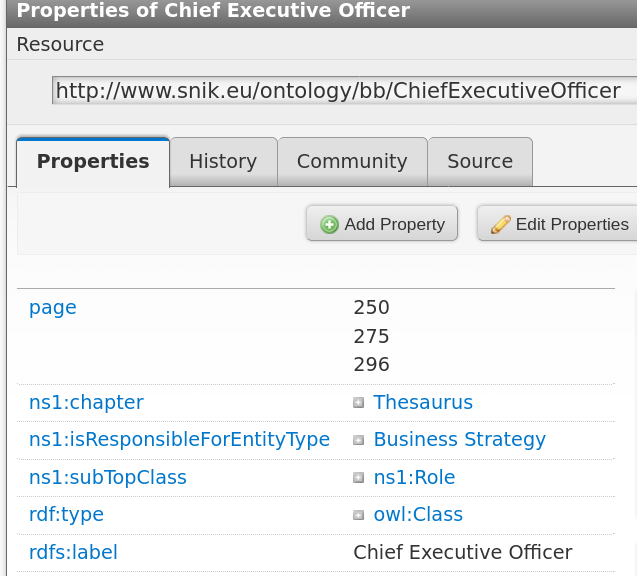 Properties of Chief Executive Officer
Resource
http://www.snik.eu/ontology/bb/ChiefExecutiveOfficer
Properties History Community Source
Add Property Edit Properties
page 250
275
296
ns1:chapter Thesaurus
ns1:isResponsibleForEntityType Business Strategy
ns1:subTopClass ns1:Role
rdf:type owl:Class
rdfs:label Chief Executive Officer